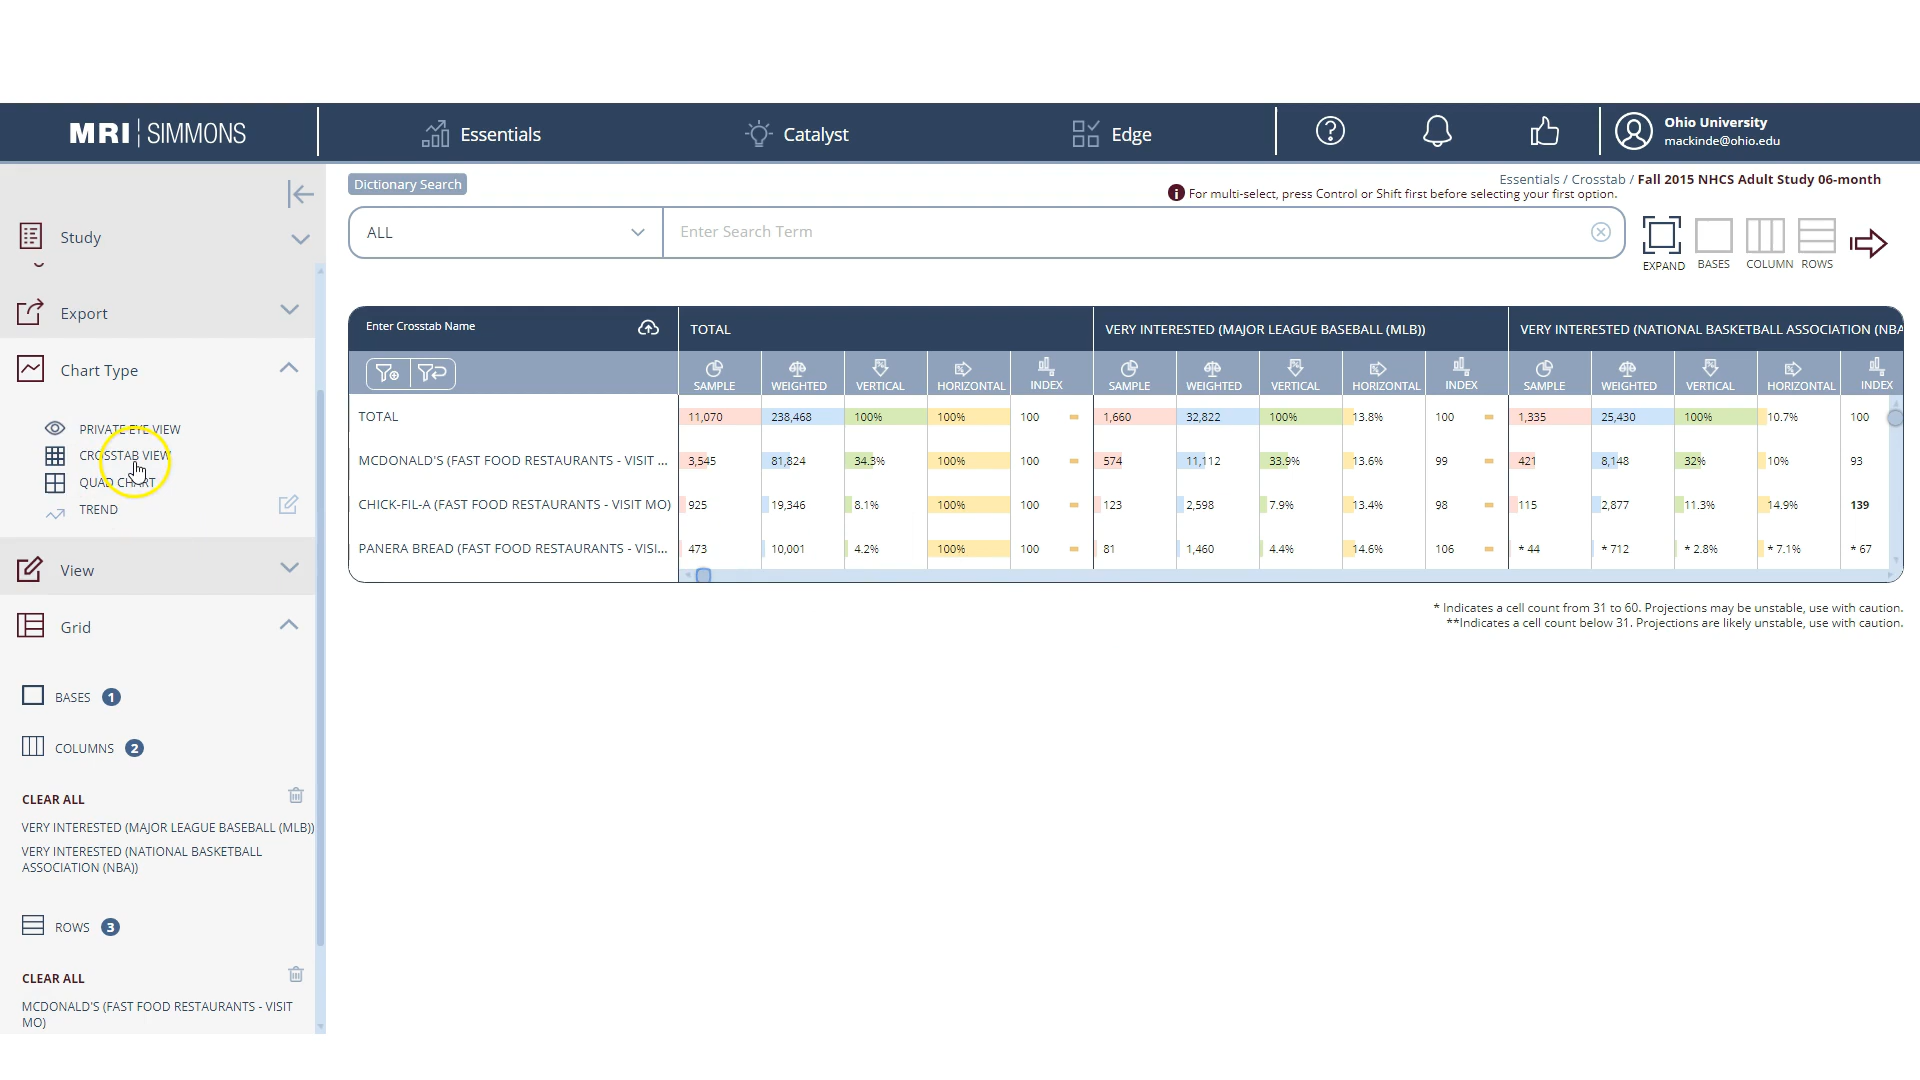 MRI | SIMMONS
Essentials
Catalyst
Edge
Ohio University
mackinde@ohio.edu
Study
Export
Chart Type
PRIVATE EYE VIEW
CROSSTAB VIEW
QUAD CHART
TREND
View
Grid
BASES 1
COLUMNS 2
CLEAR ALL
VERY INTERESTED (MAJOR LEAGUE BASEBALL (MLB))
VERY INTERESTED (NATIONAL BASKETBALL
ASSOCIATION (NBA))
ROWS 3
CLEAR ALL
MCDONALD'S (FAST FOOD RESTAURANTS - VISIT
MO)
Dictionary Search
Essentials / Crosstab / Fall 2015 NHCS Adult Study 06-month
For multi-select, press Control or Shift first before selecting your first option.
ALL
Enter Search Term
EXPAND BASES COLUMN ROWS
Enter Crosstab Name TOTAL VERY INTERESTED (MAJOR LEAGUE BASEBALL (MLB)) VERY INTERESTED (NATIONAL BASKETBALL ASSOCIATION (NBA
SAMPLE WEIGHTED VERTICAL HORIZONTAL INDEX SAMPLE WEIGHTED VERTICAL HORIZONTAL INDEX SAMPLE WEIGHTED VERTICAL HORIZONTAL INDEX
TOTAL 11,070 238,468 100% 100% 100 1,660 32,822 100% 13.8% 100 1,335 25,430 100% 10.7% 100
MCDONALD'S (FAST FOOD RESTAURANTS - VISIT ... 3,545 81,824 34.3% 100% 100 574 11,112 33.9% 13.6% 99 421 8,148 32% 10% 93
CHICK-FIL-A (FAST FOOD RESTAURANTS - VISIT MO) 925 19,346 8.1% 100% 100 123 2,598 7.9% 13.4% 98 115 2,877 11.3% 14.9% 139
PANERA BREAD (FAST FOOD RESTAURANTS - VISI... 473 10,001 4.2% 100% 100 81 1,460 4.4% 14.6% 106 * 44 * 712 * 2.8% * 7.1% * 67
* Indicates a cell count from 31 to 60. Projections may be unstable, use with caution.
**Indicates a cell count below 31. Projections are likely unstable, use with caution.